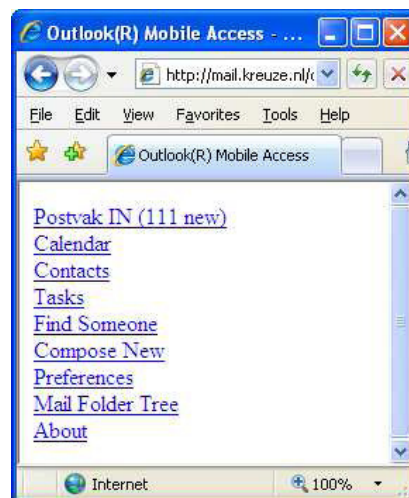 Outlook(R) Mobile Access - ...
http://mail.kreuze.nl/
File Edit View Favorites Tools Help
Outlook(R) Mobile Access
Postvak IN (111 new)
Calendar
Contacts
Tasks
Find Someone
Compose New
Preferences
Mail Folder Tree
About
Internet 100%